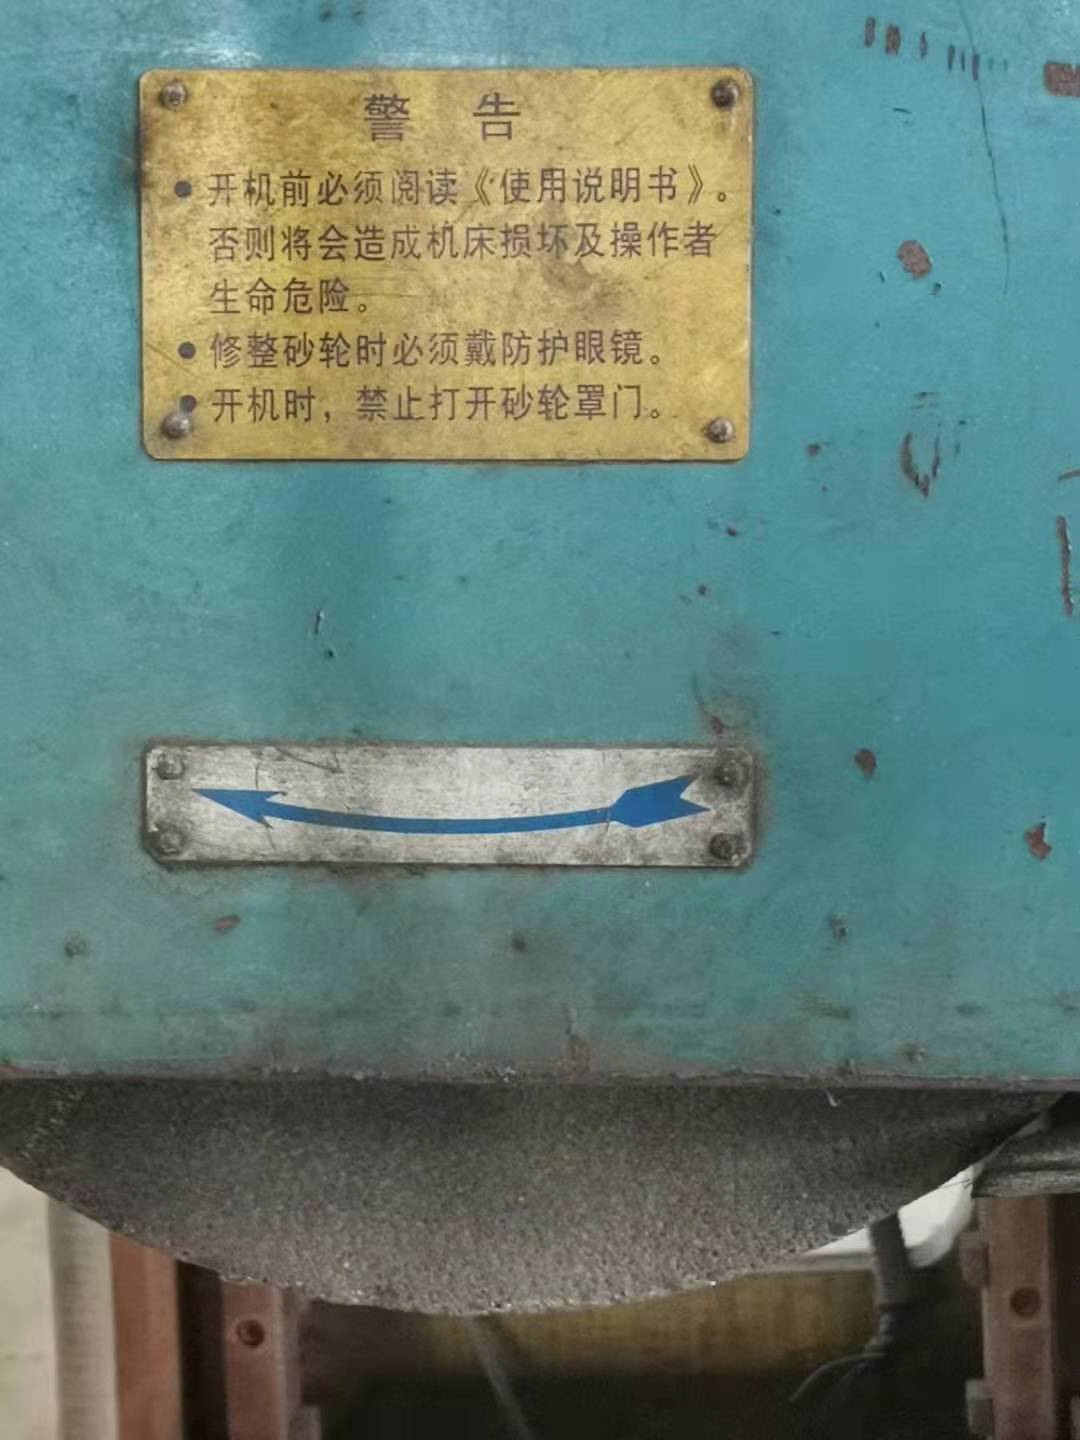 警 告
● 开机前必须阅读《使用说明书》。
否则将会造成机床损坏及操作者
生命危险。
● 修整砂轮时必须戴防护眼镜。
● 开机时，禁止打开砂轮罩门。